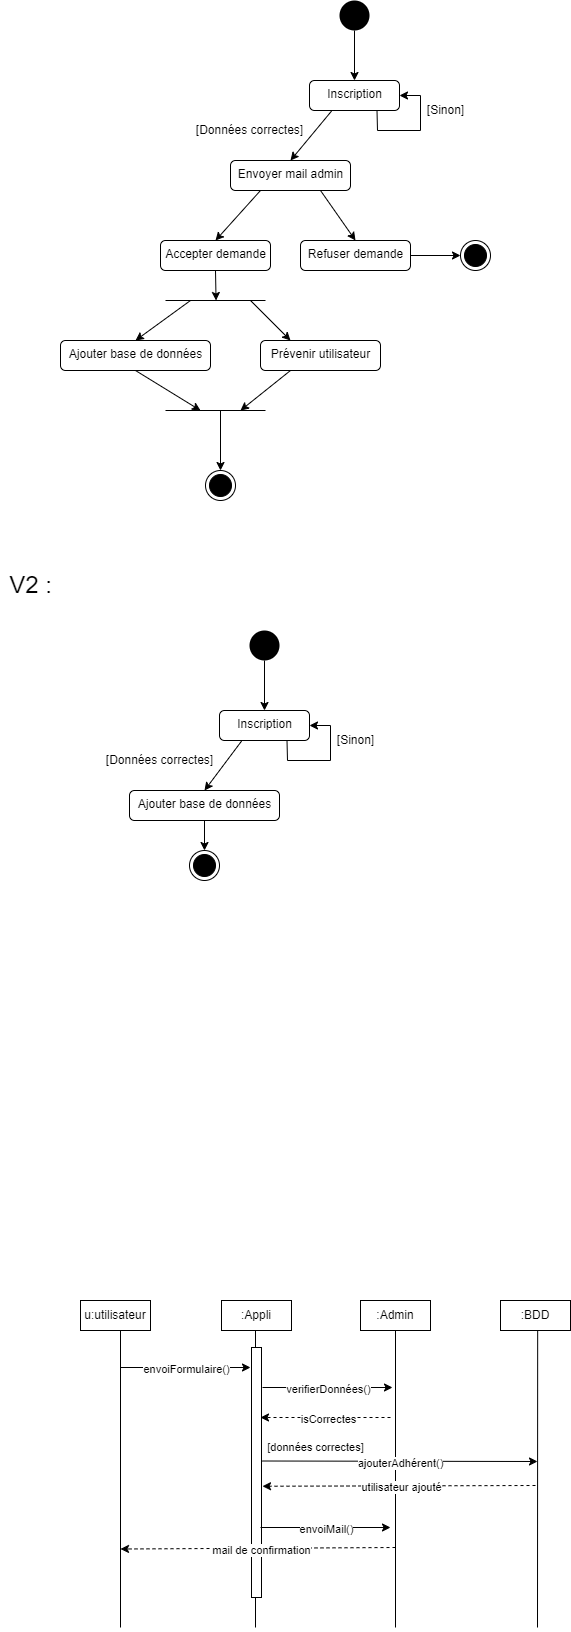 Inscription
[Sinon]
[Données correctes]
Envoyer mail admin
Accepter demande
Refuser demande
Ajouter base de données
Prévenir utilisateur
V2 :
Inscription
[Sinon]
[Données correctes]
Ajouter base de données
u:utilisateur
:Appli
:Admin
:BDD
envoiFormulaire()
verifierDonnées()
isCorrectes
[données correctes]
ajouterAdhérent()
utilisateur ajouté
envoiMail()
mail de confirmation